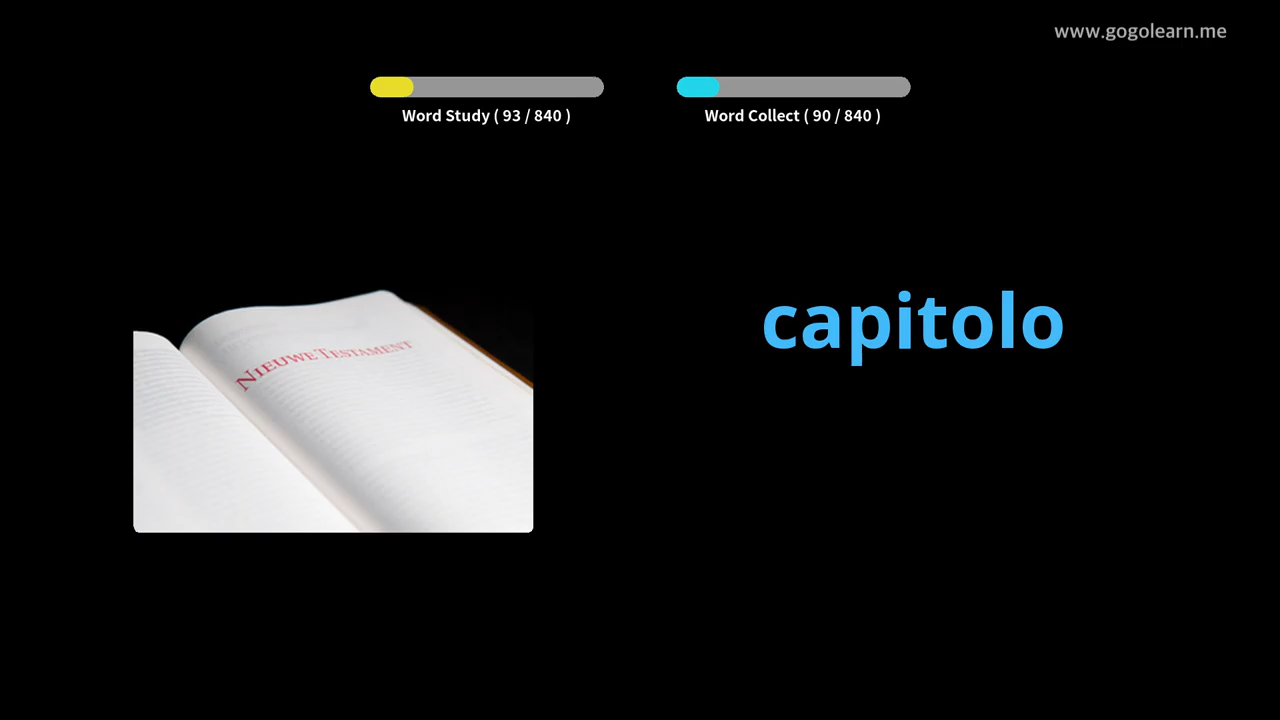 www.gogolearn.me
Word Study ( 93 / 840 )
Word Collect ( 90 / 840 )
NIEUWE TESTAMENT
capitolo